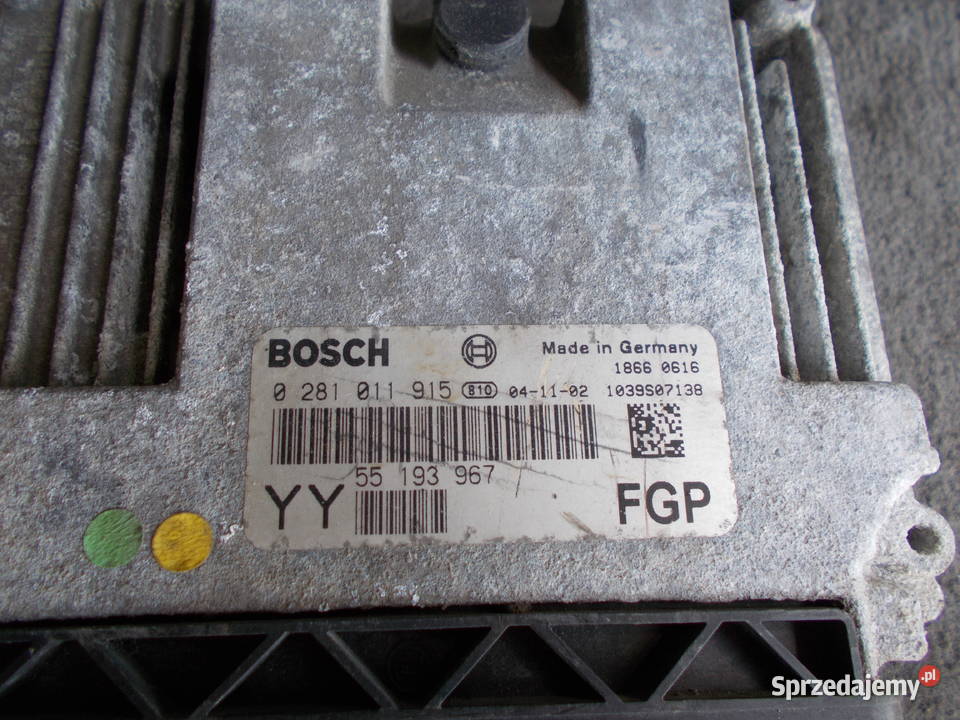 BOSCH Made in Germany
1866 0616
0 281 011 915 810 04-11-02 1039S07138
55 193 967
YY FGP
Sprzedajemy.pl